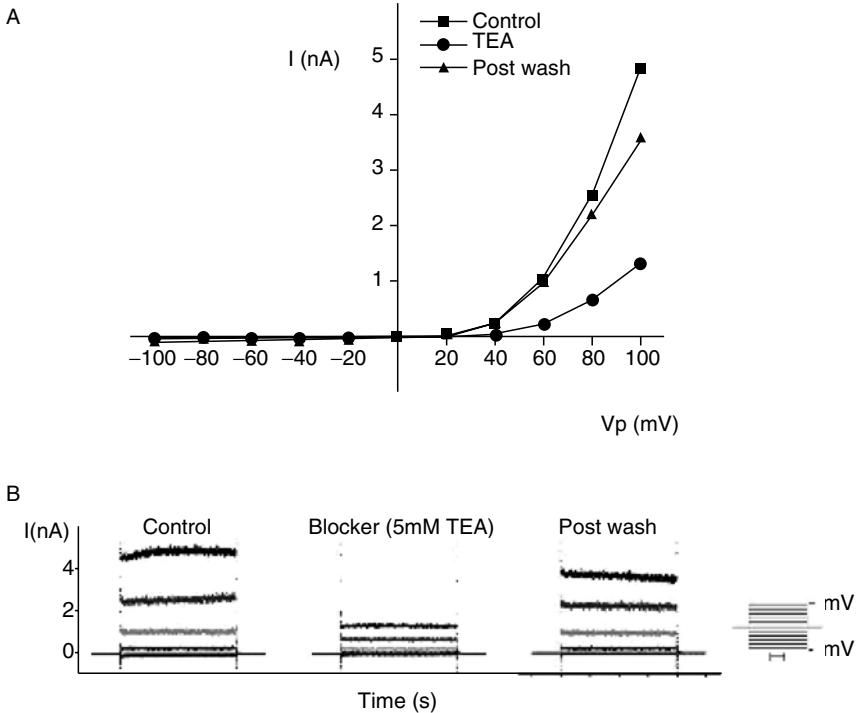 A
Control
TEA
Post wash
I (nA)
5
4
3
2
1
−100 −80 −60 −40 −20 20 40 60 80 100
Vp (mV)
B
I(nA)
Control Blocker (5mM TEA) Post wash
4
2
0
mV
mV
Time (s)